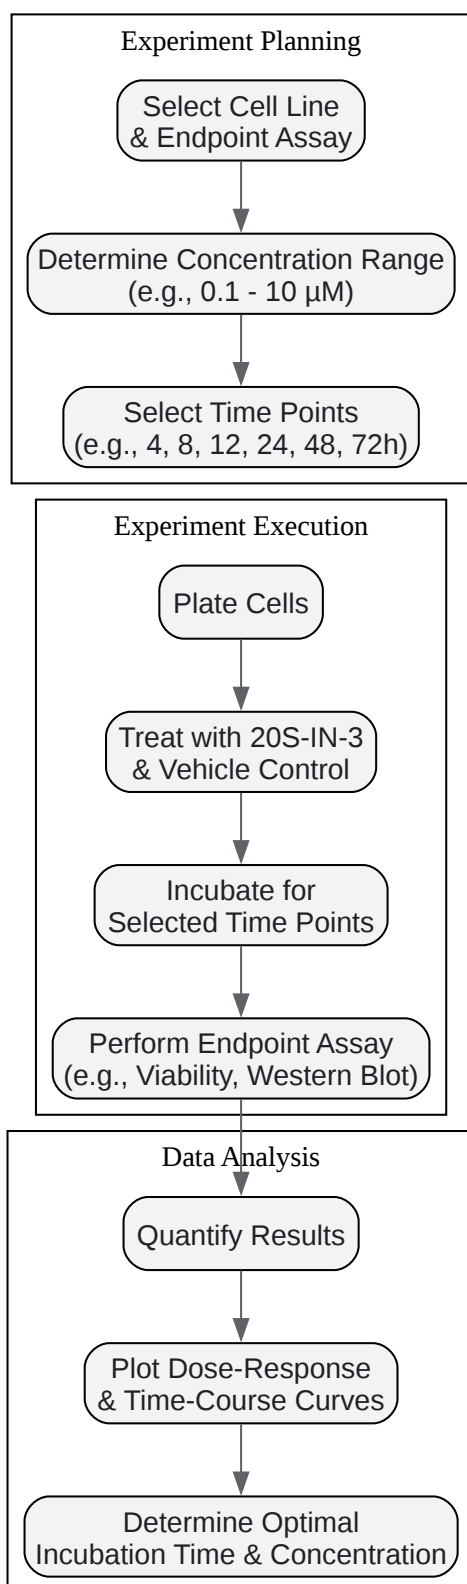 Experiment Planning
Select Cell Line
& Endpoint Assay
Determine Concentration Range
(e.g., 0.1 - 10 µM)
Select Time Points
(e.g., 4, 8, 12, 24, 48, 72h)
Experiment Execution
Plate Cells
Treat with 20S-IN-3
& Vehicle Control
Incubate for
Selected Time Points
Perform Endpoint Assay
(e.g., Viability, Western Blot)
Data Analysis
Quantify Results
Plot Dose-Response
& Time-Course Curves
Determine Optimal
Incubation Time & Concentration